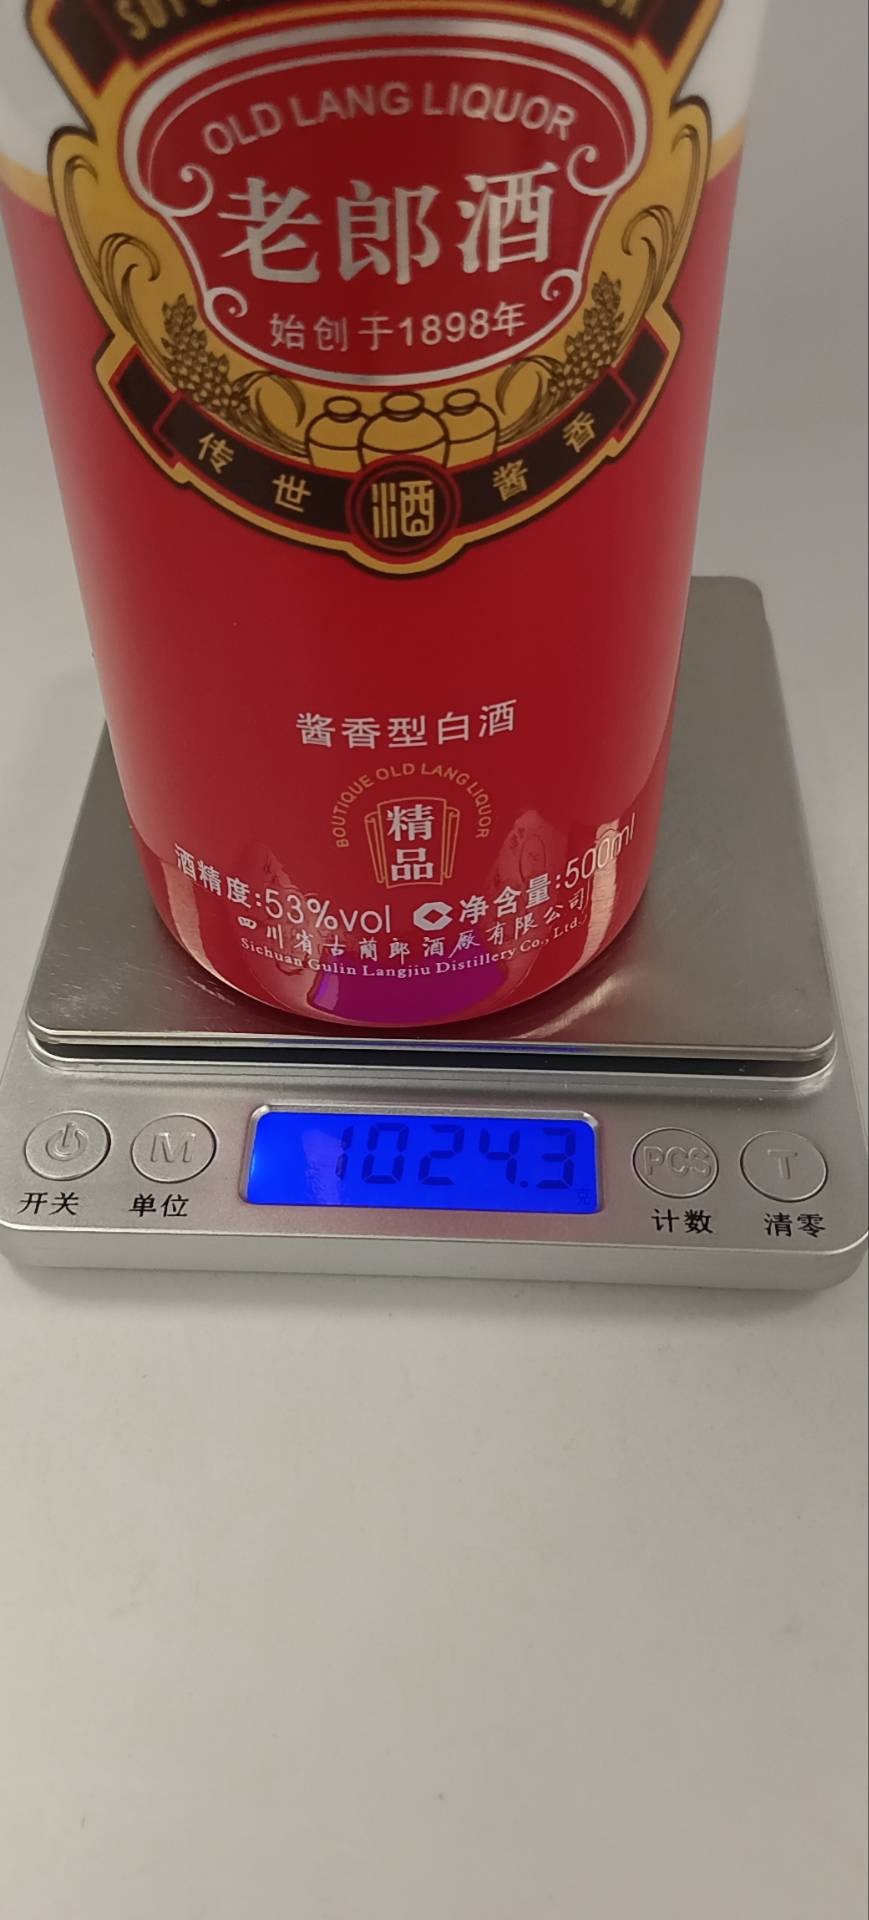 OLD LANG LIQUOR
老郎酒
始创于1898年
传世酒酱香
酱香型白酒
BOUTIQUE OLD LANG LIQUOR
精
品
酒精度:53%vol 净含量:500ml
四川省古蔺郎酒廠有限公司
Sichuan Gulin Langjiu Distillery Co., Ltd.
1024.3
克
M PCS T
开关 单位 计数 清零